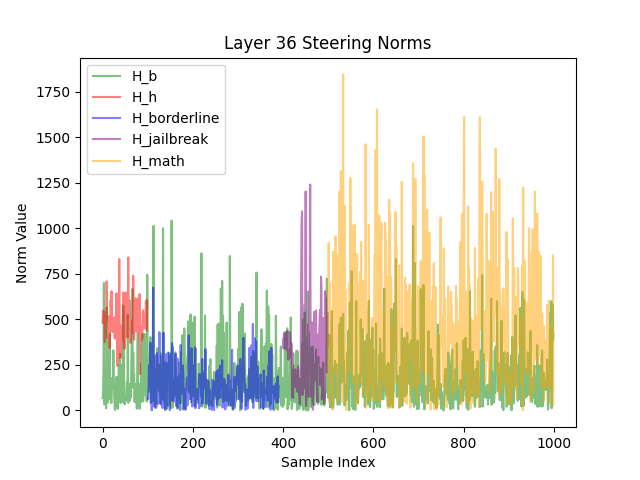 Layer 36 Steering Norms
H_b
H_h
H_borderline
H_jailbreak
H_math
1750
1500
1250
1000
750
500
250
0
Norm Value
0 200 400 600 800 1000
Sample Index